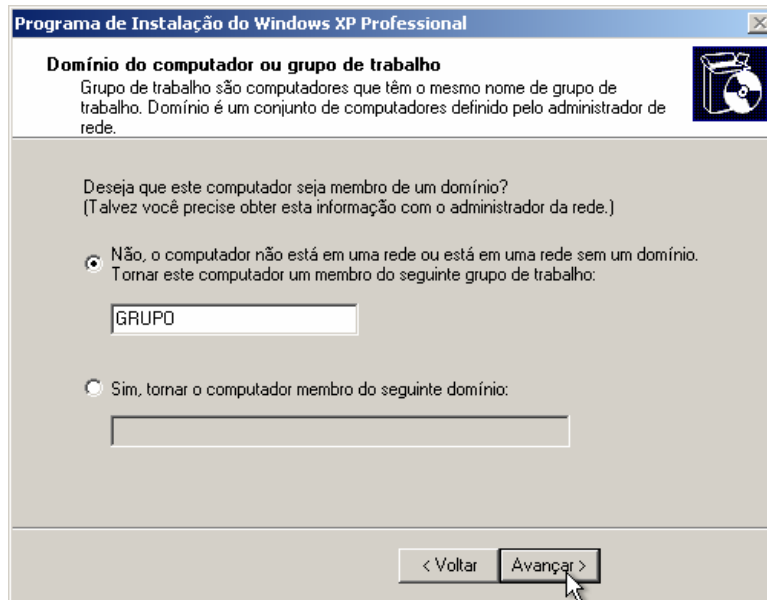 Programa de Instalação do Windows XP Professional
Domínio do computador ou grupo de trabalho
Grupo de trabalho são computadores que têm o mesmo nome de grupo de
trabalho. Domínio é um conjunto de computadores definido pelo administrador de
rede.
Deseja que este computador seja membro de um domínio?
(Talvez você precise obter esta informação com o administrador da rede.)
Não, o computador não está em uma rede ou está em uma rede sem um domínio.
Tornar este computador um membro do seguinte grupo de trabalho:
GRUPO
Sim, tornar o computador membro do seguinte domínio:
< Voltar
Avançar >